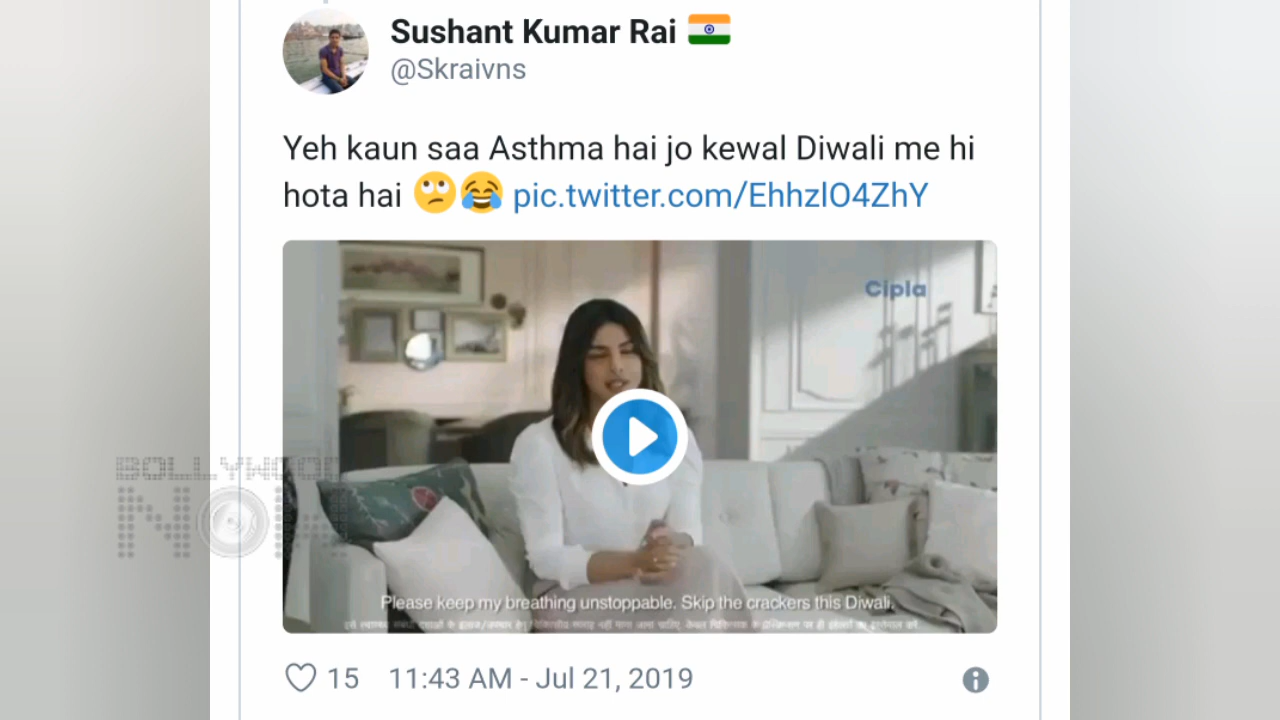 Sushant Kumar Rai 🇮🇳
@Skraivns
Yeh kaun saa Asthma hai jo kewal Diwali me hi
hota hai 🙄😂 pic.twitter.com/EhhzlO4ZhY
Cipla
BOLLYWOOD
NOW
Please keep my breathing unstoppable. Skip the crackers this Diwali.
15 11:43 AM - Jul 21, 2019